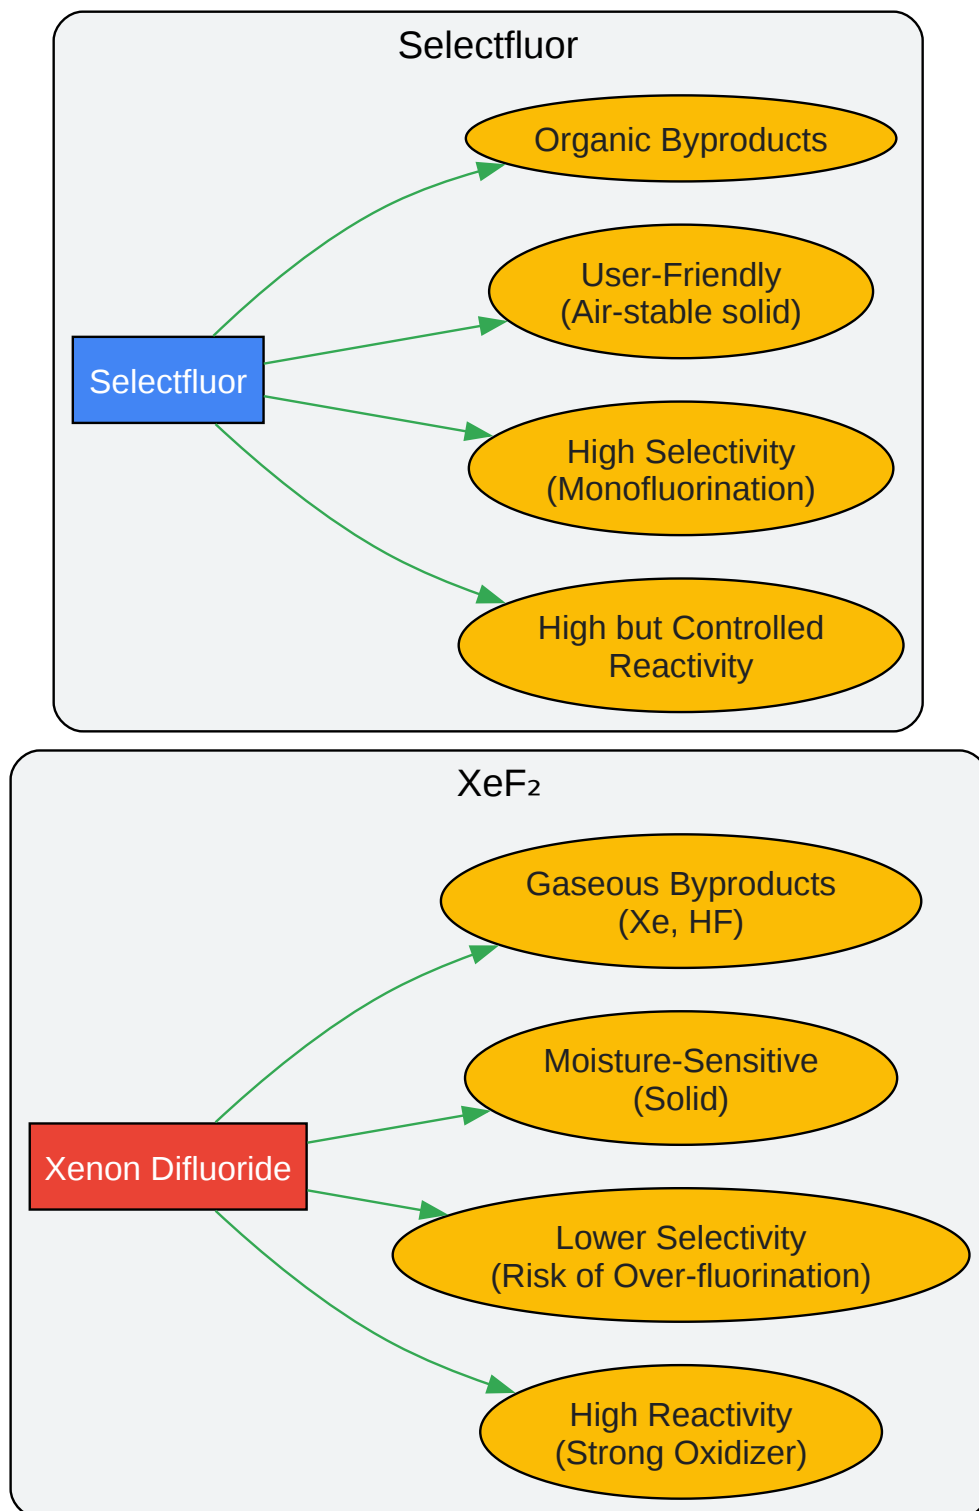 Selectfluor
Organic Byproducts
User-Friendly
(Air-stable solid)
Selectfluor
High Selectivity
(Monofluorination)
High but Controlled
Reactivity
XeF₂
Gaseous Byproducts
(Xe, HF)
Moisture-Sensitive
(Solid)
Xenon Difluoride
Lower Selectivity
(Risk of Over-fluorination)
High Reactivity
(Strong Oxidizer)